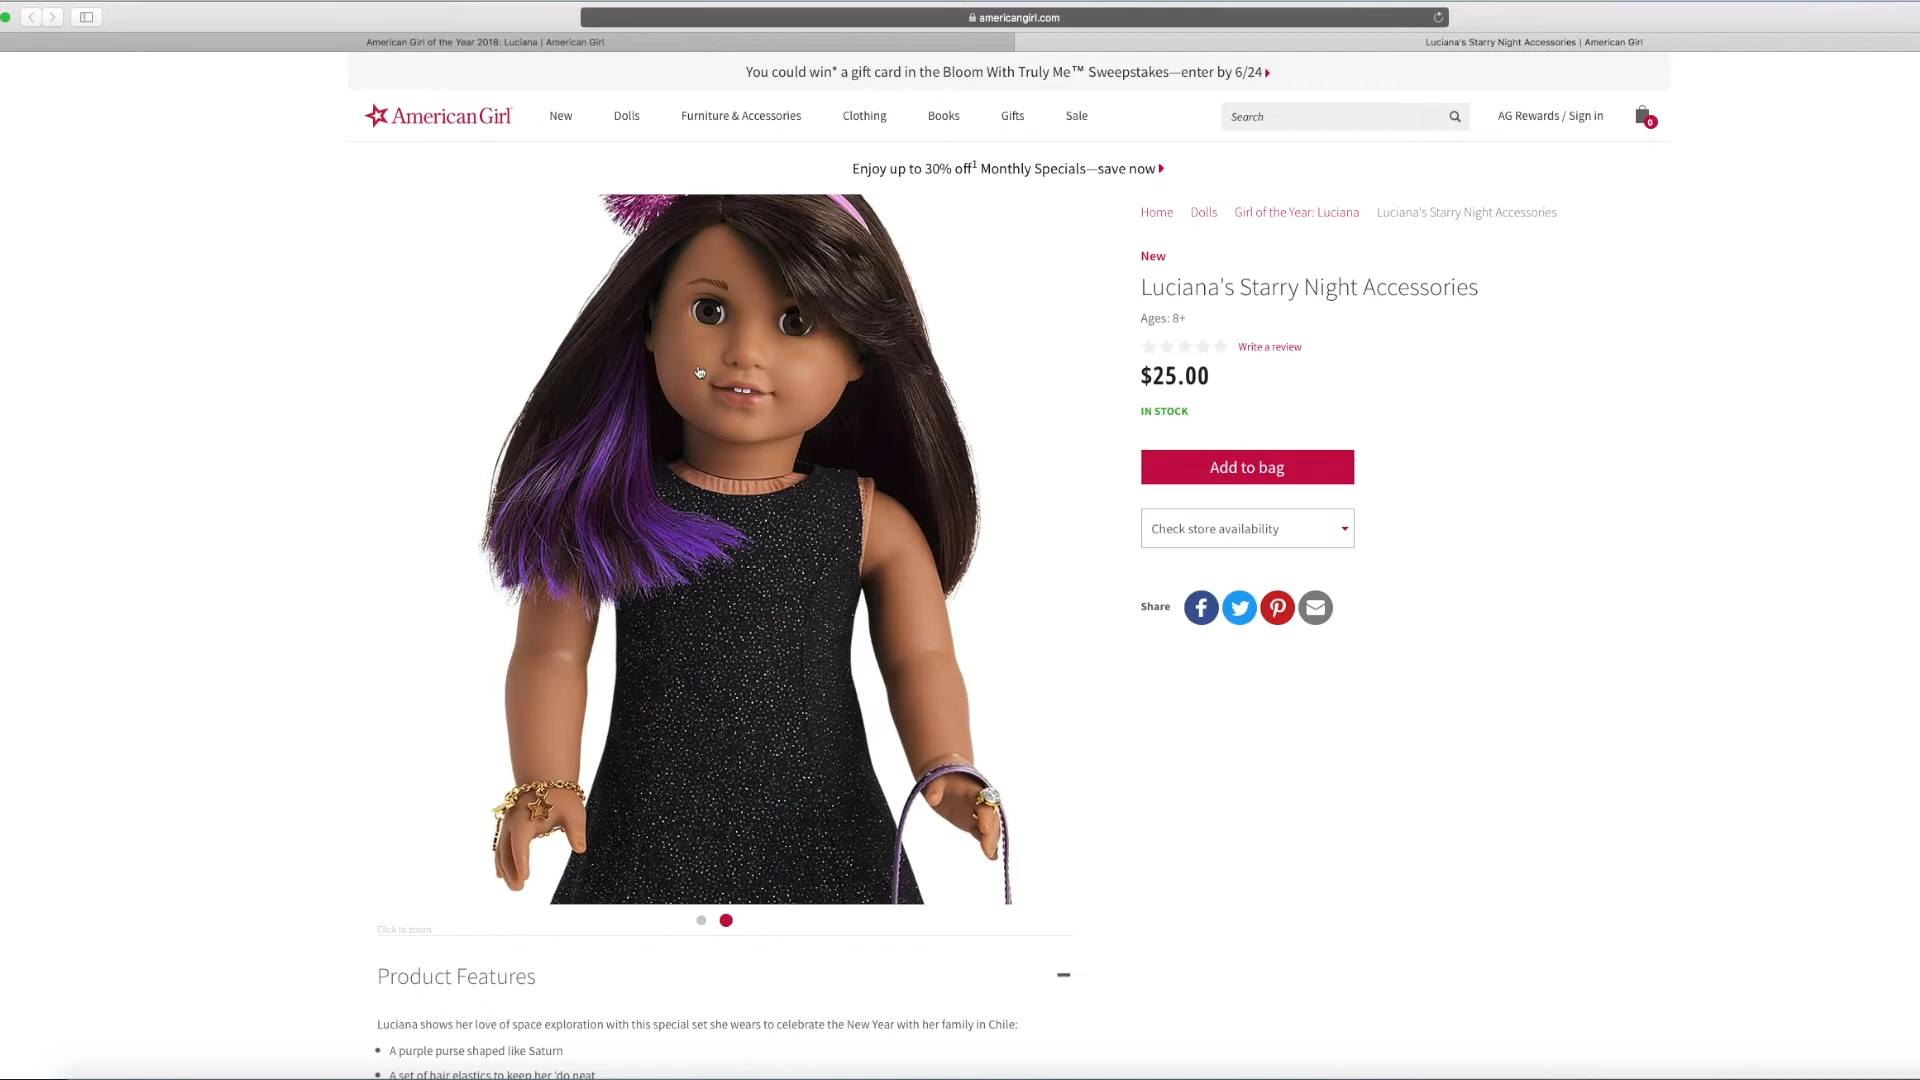 americangirl.com
American Girl of the Year 2018: Luciana | American Girl
Luciana's Starry Night Accessories | American Girl
You could win* a gift card in the Bloom With Truly Me™ Sweepstakes—enter by 6/24
American Girl
New
Dolls
Furniture & Accessories
Clothing
Books
Gifts
Sale
Search
AG Rewards / Sign in
0
Enjoy up to 30% off¹ Monthly Specials—save now
Home
Dolls
Girl of the Year: Luciana
Luciana's Starry Night Accessories
New
Luciana's Starry Night Accessories
Ages: 8+
Write a review
$25.00
IN STOCK
Add to bag
Check store availability
Share
Click to zoom
Product Features
Luciana shows her love of space exploration with this special set she wears to celebrate the New Year with her family in Chile:
• A purple purse shaped like Saturn
• A set of hair elastics to keep her 'do neat